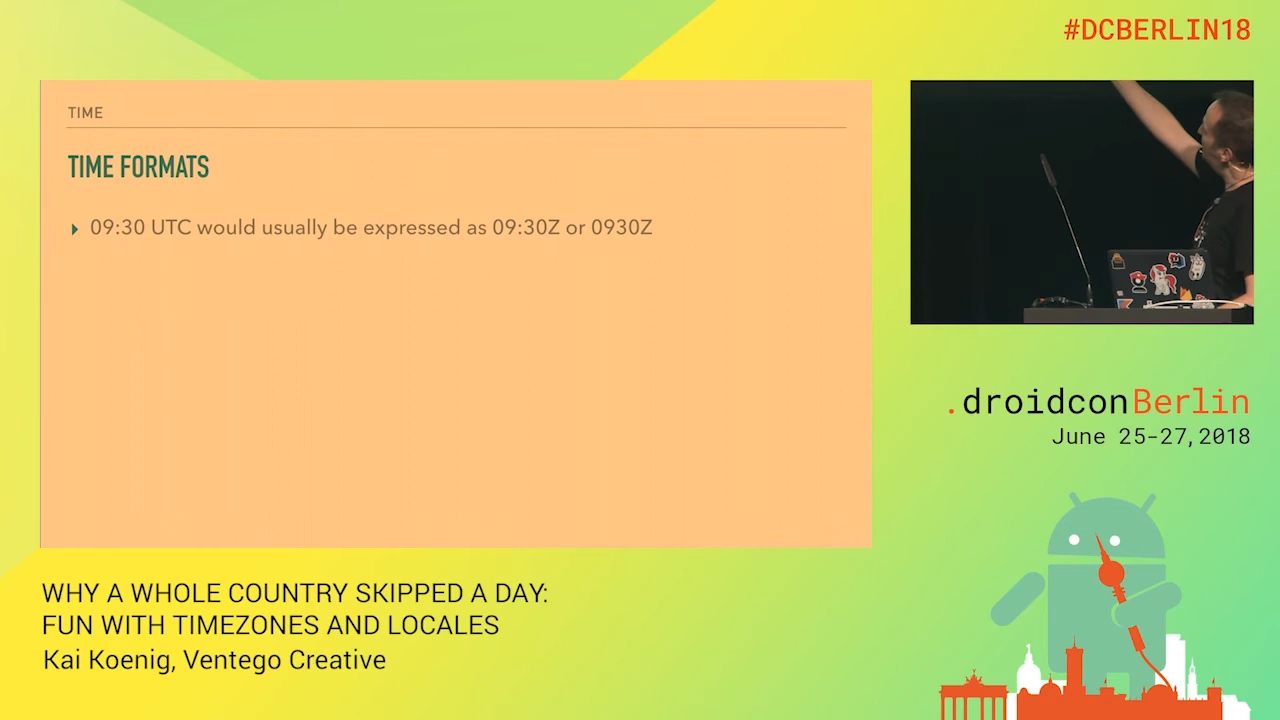 #DCBERLIN18
TIME
TIME FORMATS
09:30 UTC would usually be expressed as 09:30Z or 0930Z
.droidconBerlin
June 25-27,2018
WHY A WHOLE COUNTRY SKIPPED A DAY:
FUN WITH TIMEZONES AND LOCALES
Kai Koenig, Ventego Creative